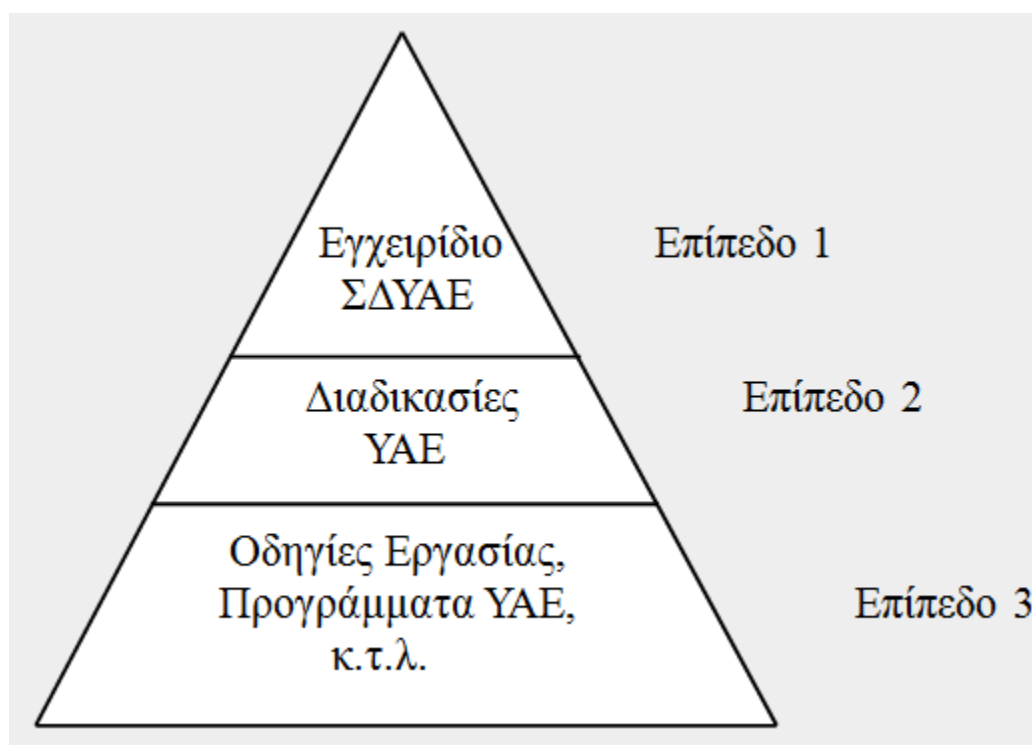 Εγχειρίδιο Επίπεδο 1
ΣΔΥΑΕ
Διαδικασίες Επίπεδο 2
ΥΑΕ
Οδηγίες Εργασίας,
Προγράμματα ΥΑΕ, Επίπεδο 3
κ.τ.λ.